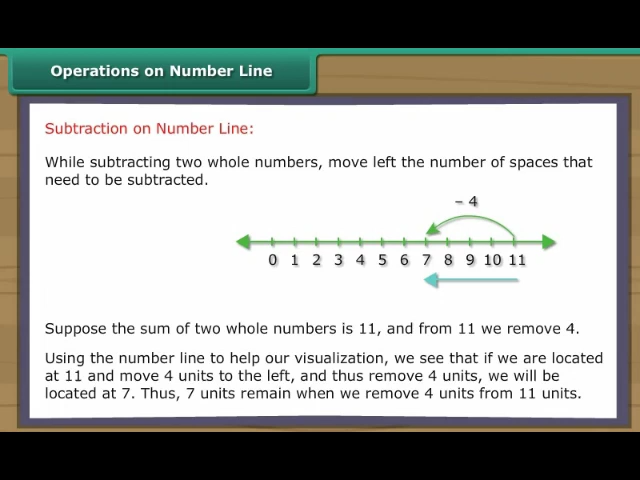 Operations on Number Line
Subtraction on Number Line:
While subtracting two whole numbers, move left the number of spaces that
need to be subtracted.
– 4
0 1 2 3 4 5 6 7 8 9 10 11
Suppose the sum of two whole numbers is 11, and from 11 we remove 4.
Using the number line to help our visualization, we see that if we are located
at 11 and move 4 units to the left, and thus remove 4 units, we will be
located at 7. Thus, 7 units remain when we remove 4 units from 11 units.